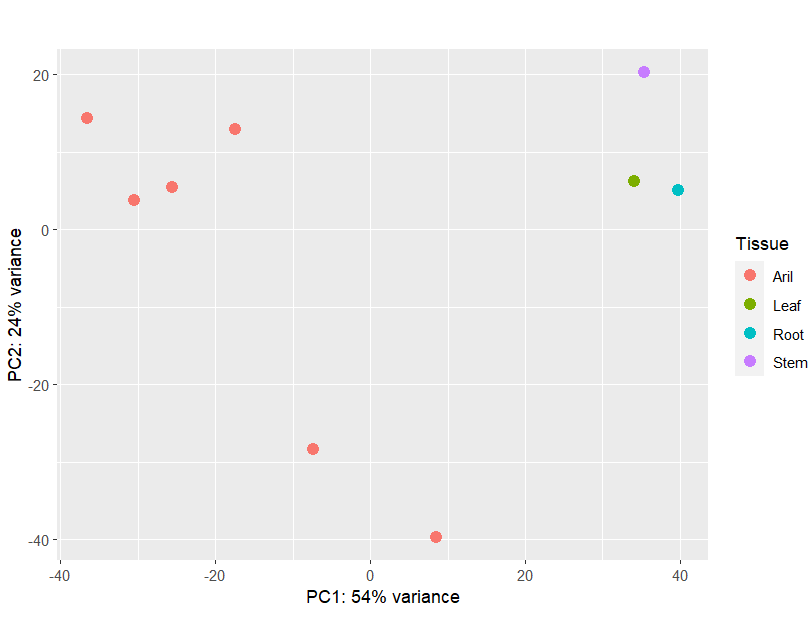 20
0
-20
-40
PC2: 24% variance
-40
-20
0
20
40
PC1: 54% variance
Tissue
Aril
Leaf
Root
Stem